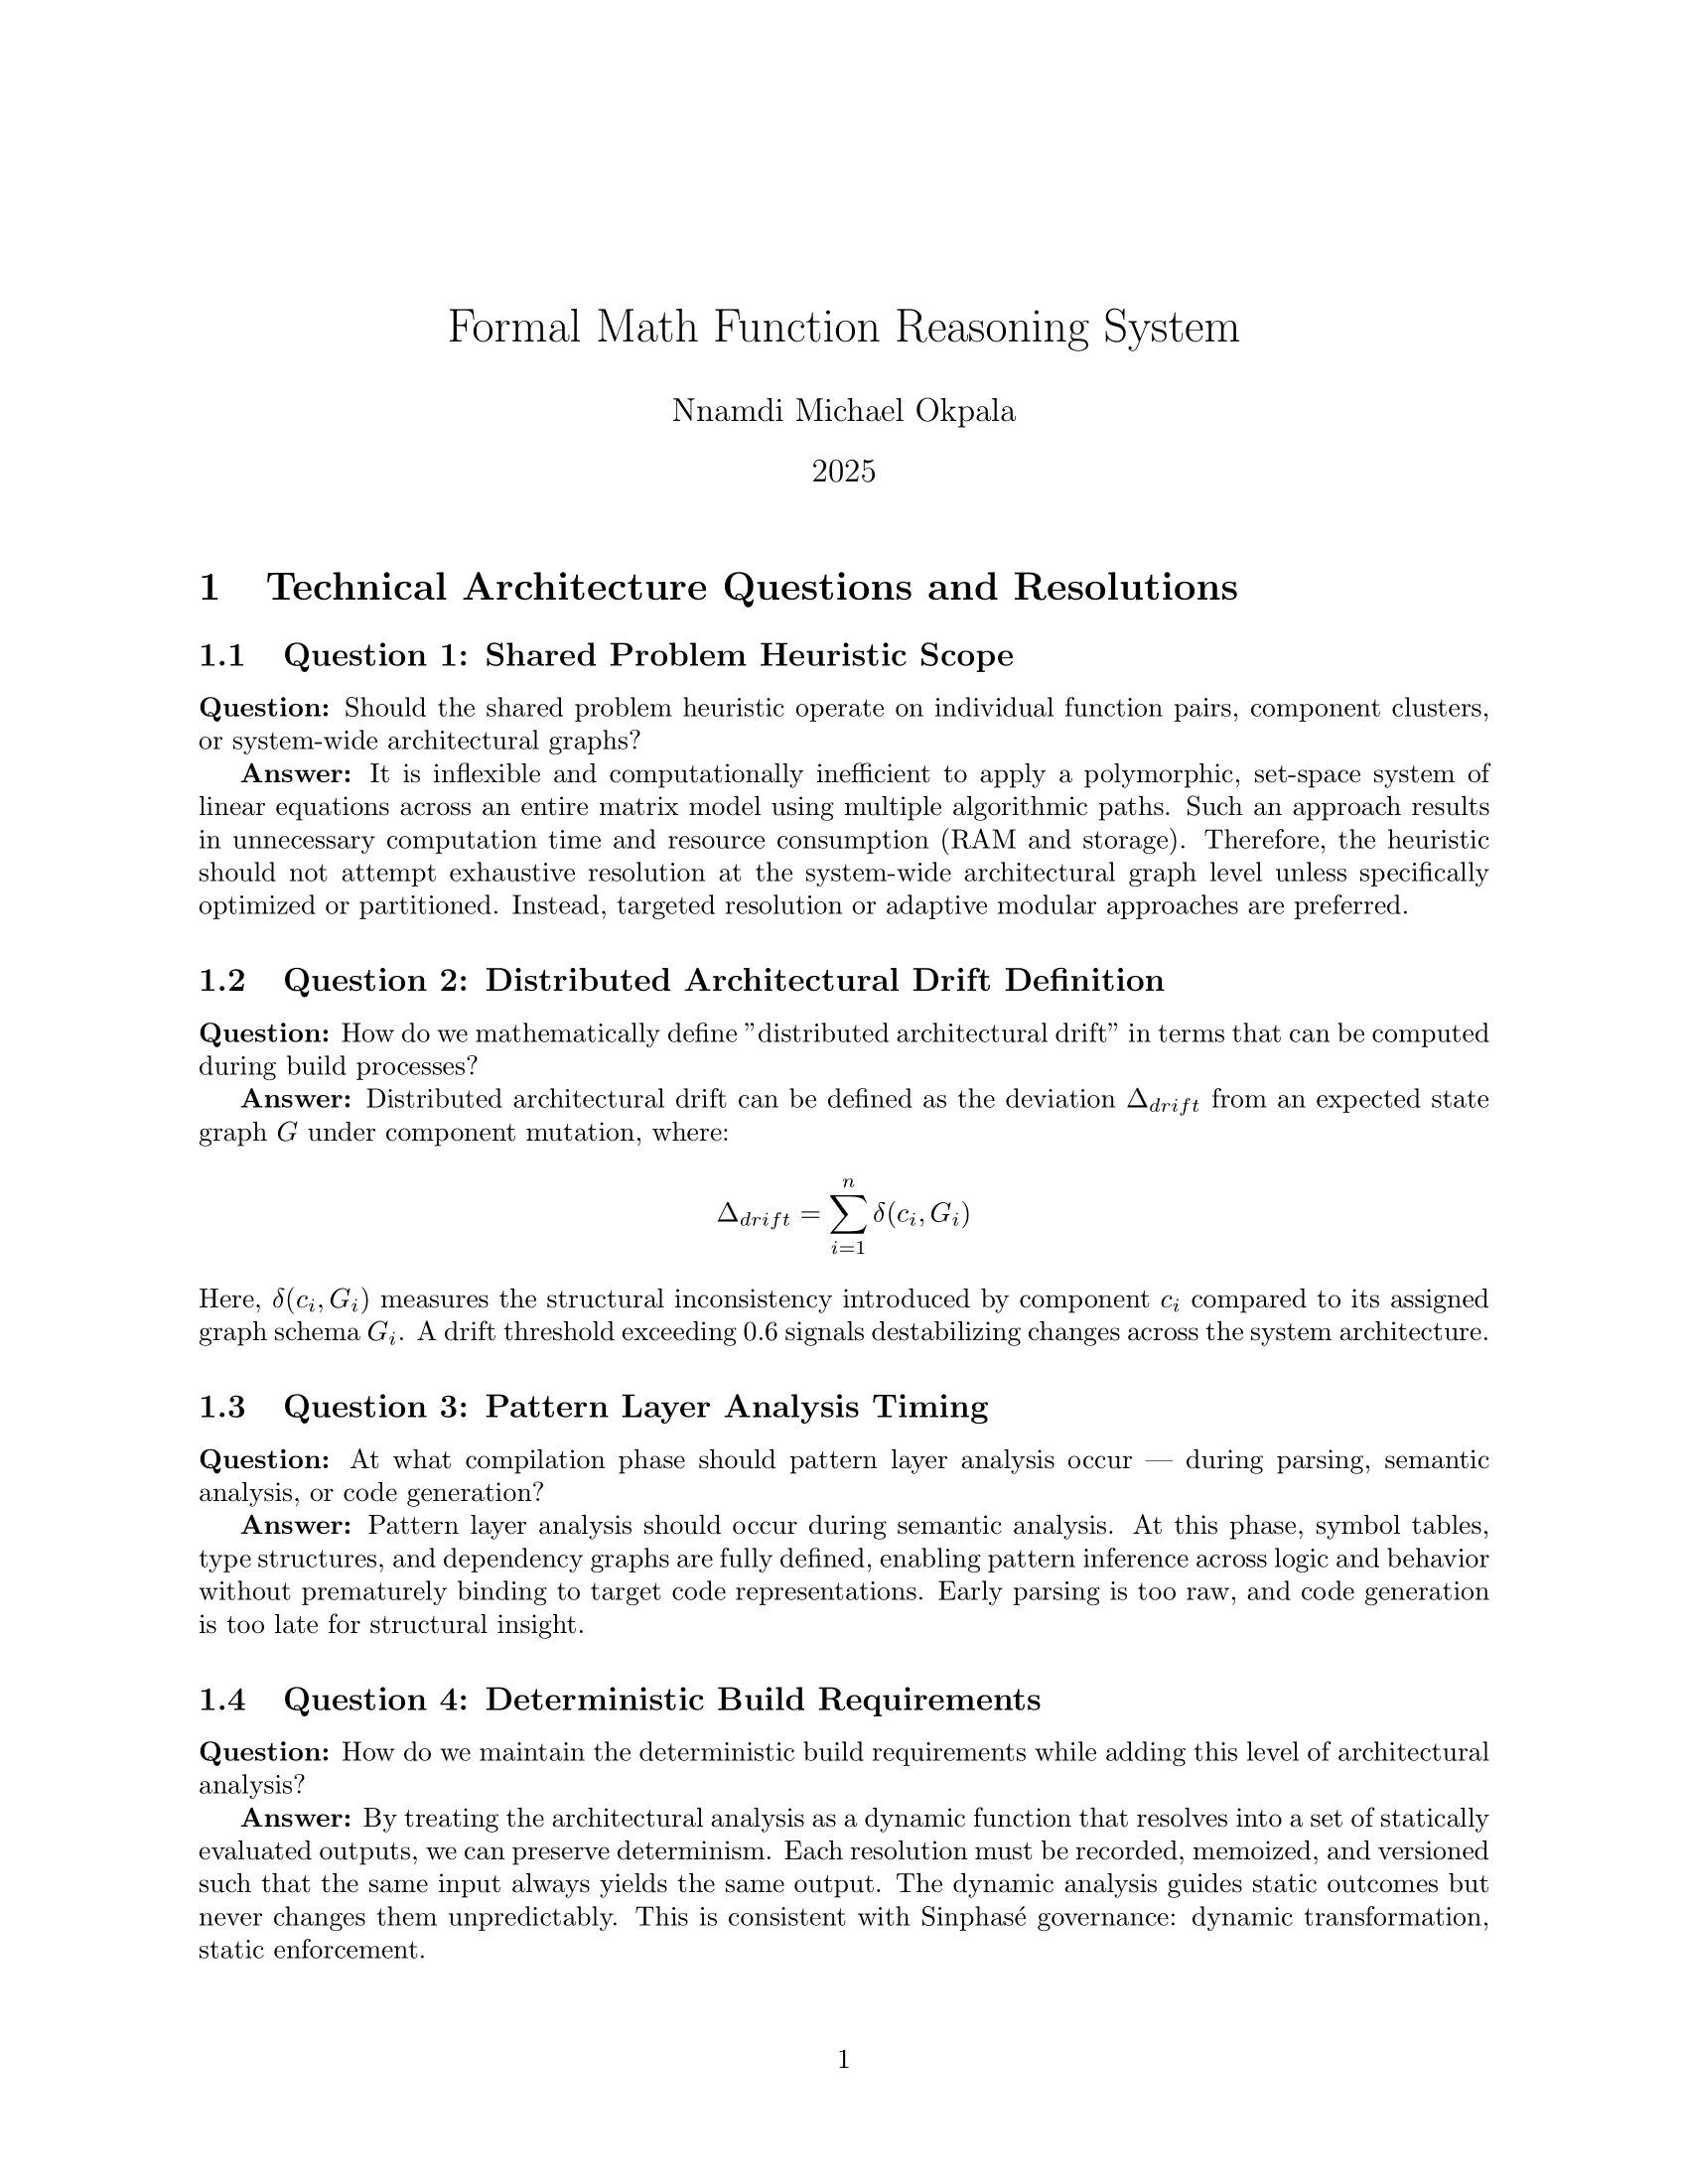 Formal Math Function Reasoning System
Nnamdi Michael Okpala
2025
1 Technical Architecture Questions and Resolutions
1.1 Question 1: Shared Problem Heuristic Scope
Question: Should the shared problem heuristic operate on individual function pairs, component clusters,
or system-wide architectural graphs?
Answer: It is inflexible and computationally inefficient to apply a polymorphic, set-space system of
linear equations across an entire matrix model using multiple algorithmic paths. Such an approach results
in unnecessary computation time and resource consumption (RAM and storage). Therefore, the heuristic
should not attempt exhaustive resolution at the system-wide architectural graph level unless specifically
optimized or partitioned. Instead, targeted resolution or adaptive modular approaches are preferred.
1.2 Question 2: Distributed Architectural Drift Definition
Question: How do we mathematically define ”distributed architectural drift” in terms that can be computed
during build processes?
Answer: Distributed architectural drift can be defined as the deviation Δ_{drift} from an expected state
graph G under component mutation, where:
Δ_{drift} = \sum_{i=1}^{n} δ(c_i, G_i)
Here, δ(c_i, G_i) measures the structural inconsistency introduced by component c_i compared to its assigned
graph schema G_i. A drift threshold exceeding 0.6 signals destabilizing changes across the system architecture.
1.3 Question 3: Pattern Layer Analysis Timing
Question: At what compilation phase should pattern layer analysis occur — during parsing, semantic
analysis, or code generation?
Answer: Pattern layer analysis should occur during semantic analysis. At this phase, symbol tables,
type structures, and dependency graphs are fully defined, enabling pattern inference across logic and behavior
without prematurely binding to target code representations. Early parsing is too raw, and code generation
is too late for structural insight.
1.4 Question 4: Deterministic Build Requirements
Question: How do we maintain the deterministic build requirements while adding this level of architectural
analysis?
Answer: By treating the architectural analysis as a dynamic function that resolves into a set of statically
evaluated outputs, we can preserve determinism. Each resolution must be recorded, memoized, and versioned
such that the same input always yields the same output. The dynamic analysis guides static outcomes but
never changes them unpredictably. This is consistent with Sinphasé governance: dynamic transformation,
static enforcement.
1